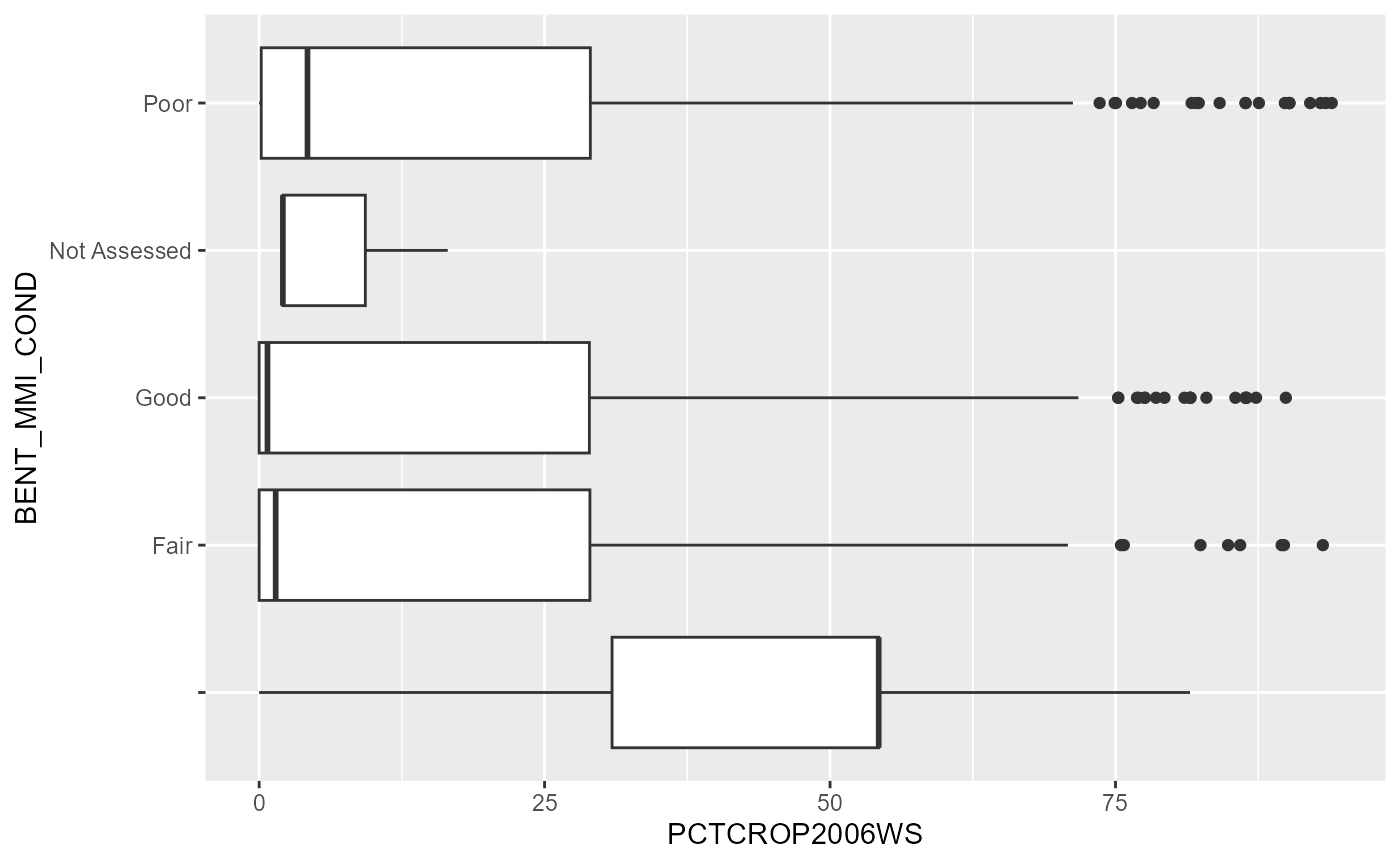 Poor
Not Assessed
Good
Fair
BENT_MMI_COND
0 25 50 75
PCTCROP2006WS